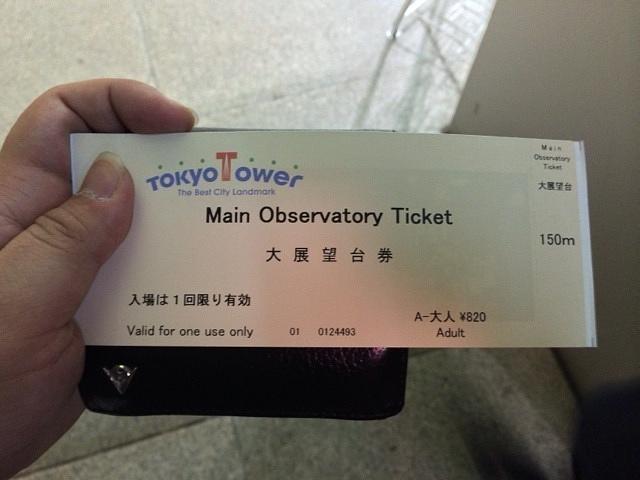 TOKYO TOWER
The Best City Landmark
Main Observatory Ticket
大展望台券
入場は1回限り有効
Valid for one use only
01 0124493
A-大人 ¥820
Adult
Main
Observatory
Ticket
大展望台
150m